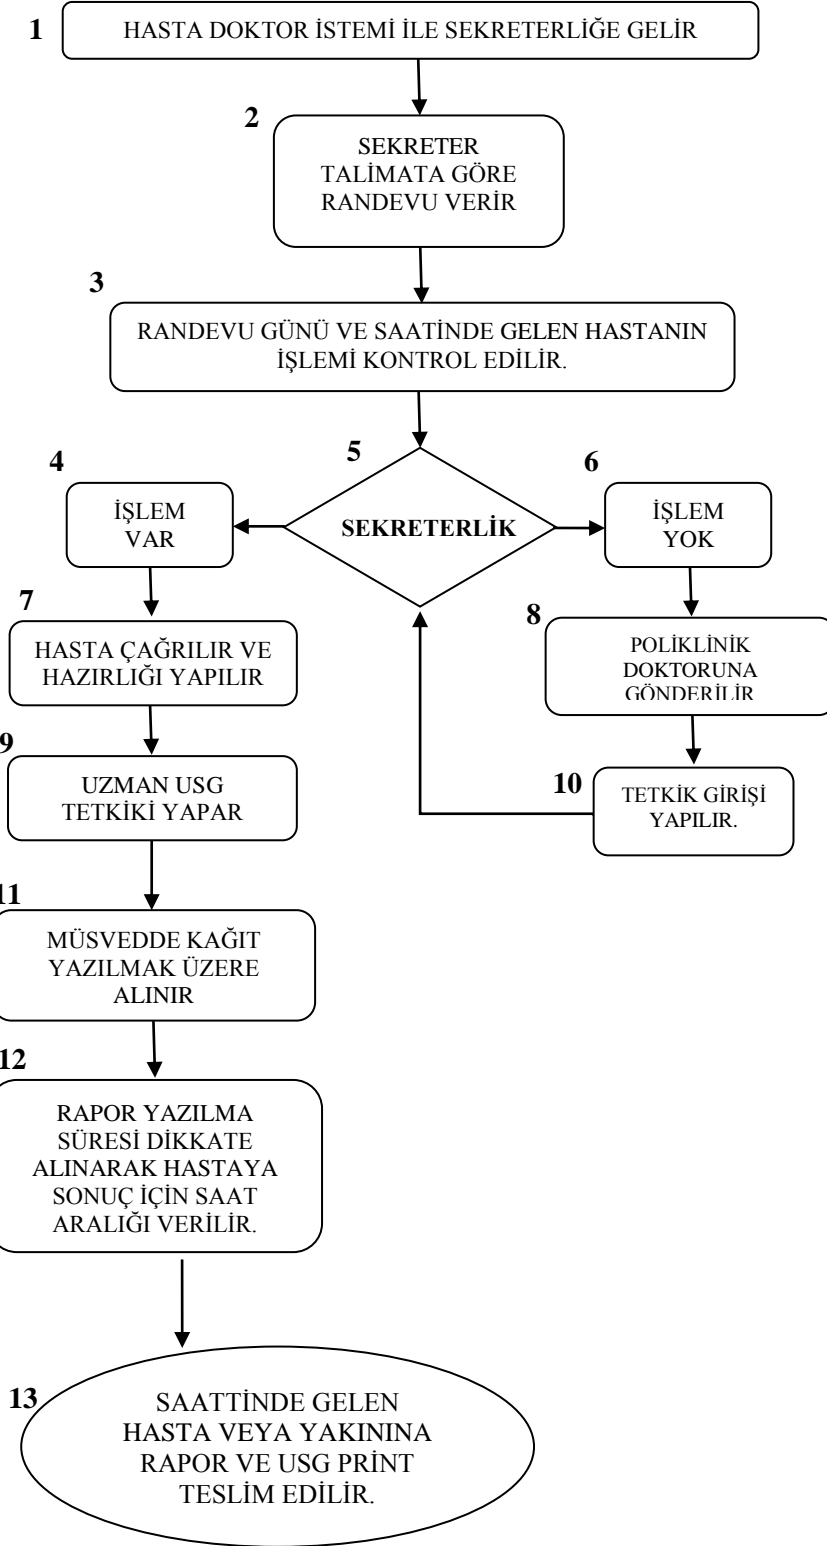 1
HASTA DOKTOR İSTEMİ İLE SEKRETERLİĞE GELİR
2
SEKRETER
TALİMATA GÖRE
RANDEVU VERİR
3
RANDEVU GÜNÜ VE SAATİNDE GELEN HASTANIN
İŞLEMİ KONTROL EDİLİR.
4
İŞLEM
VAR
5
SEKRETERLİK
6
İŞLEM
YOK
7
HASTA ÇAĞRILIR VE
HAZIRLIĞI YAPILIR
8
POLİKLİNİK
DOKTORUNA
GÖNDERİLİR
9
UZMAN USG
TETKİKİ YAPAR
10
TETKİK GİRİŞİ
YAPILIR.
11
MÜSVEDDE KAĞIT
YAZILMAK ÜZERE
ALINIR
12
RAPOR YAZILMA
SÜRESİ DİKKATE
ALINARAK HASTAYA
SONUÇ İÇİN SAAT
ARALIĞI VERİLİR.
13
SAATTİNDE GELEN
HASTA VEYA YAKININA
RAPOR VE USG PRİNT
TESLİM EDİLİR.